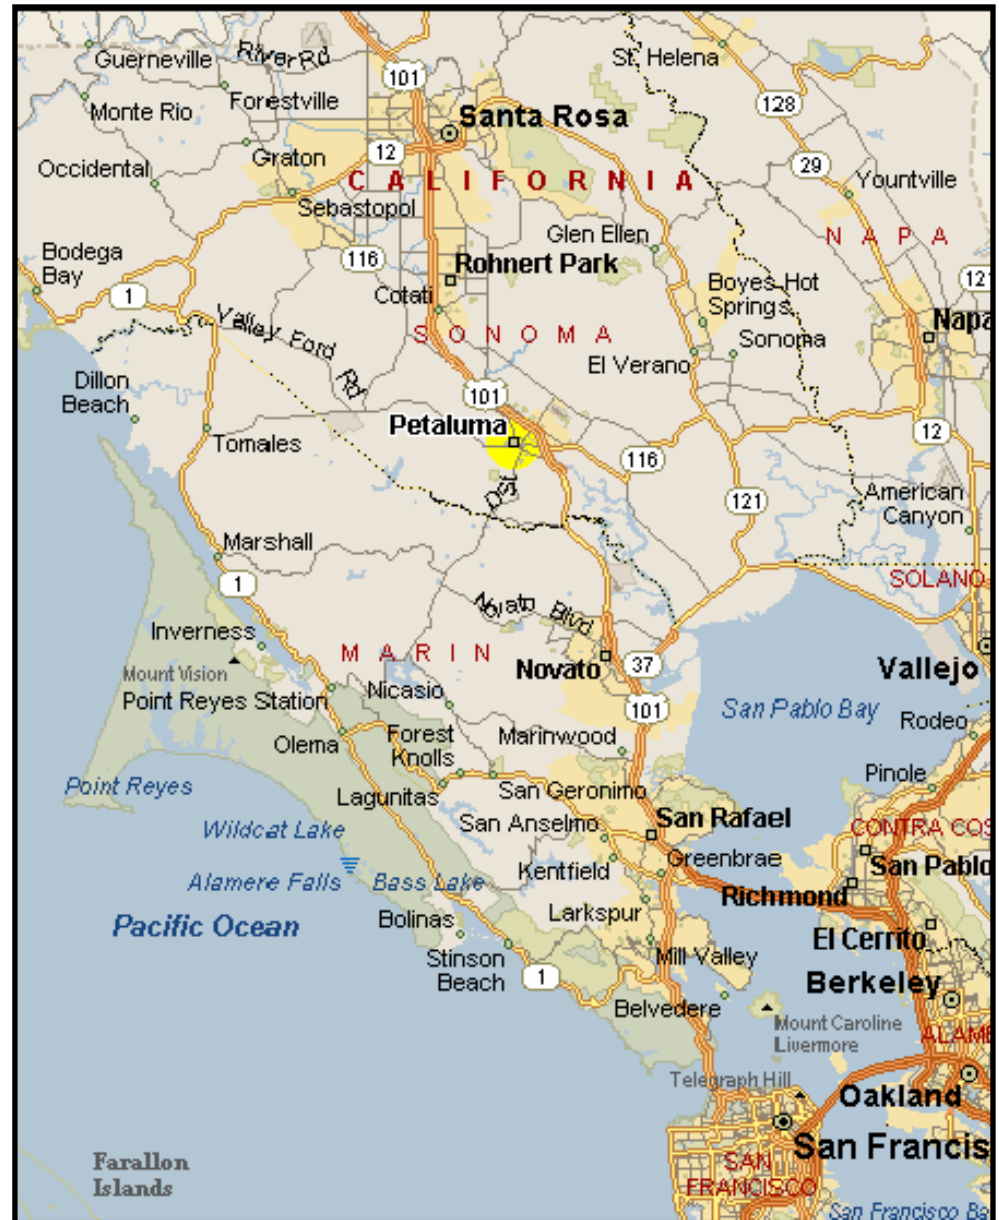 Guerneville
River Rd
101
St. Helena
Monte Rio
Forestville
128
Santa Rosa
Occidental
Graton
12
29
CALIFORNIA
Yountville
Sebastopol
Glen Ellen
NAPA
Bodega
Bay
116
Rohnert Park
1
Cotati
Boyes Hot
Springs
121
Valley Ford
Rd
SONOMA
Sonoma
Napa
El Verano
Dillon
Beach
101
Petaluma
Tomales
116
12
D St
121
American
Canyon
Marshall
1
SOLANO
Novato Blvd
Inverness
MARIN
Mount Vision
Novato
37
Vallejo
Point Reyes Station
Nicasio
101
San Pablo Bay
Rodeo
Olema
Forest
Knolls
Marinwood
Point Reyes
Lagunitas
San Geronimo
Pinole
Wildcat Lake
San Anselmo
San Rafael
CONTRA COS
Alamere Falls
Bass Lake
Kentfield
Greenbrae
San Pablo
Richmond
Pacific Ocean
Bolinas
Larkspur
El Cerrito
Stinson
Beach
1
Mill Valley
Berkeley
Belvedere
Mount Caroline
Livermore
ALAME
Telegraph Hill
Oakland
San Francis
Farallon
Islands
SAN
FRANCISCO
San Francisco Ba